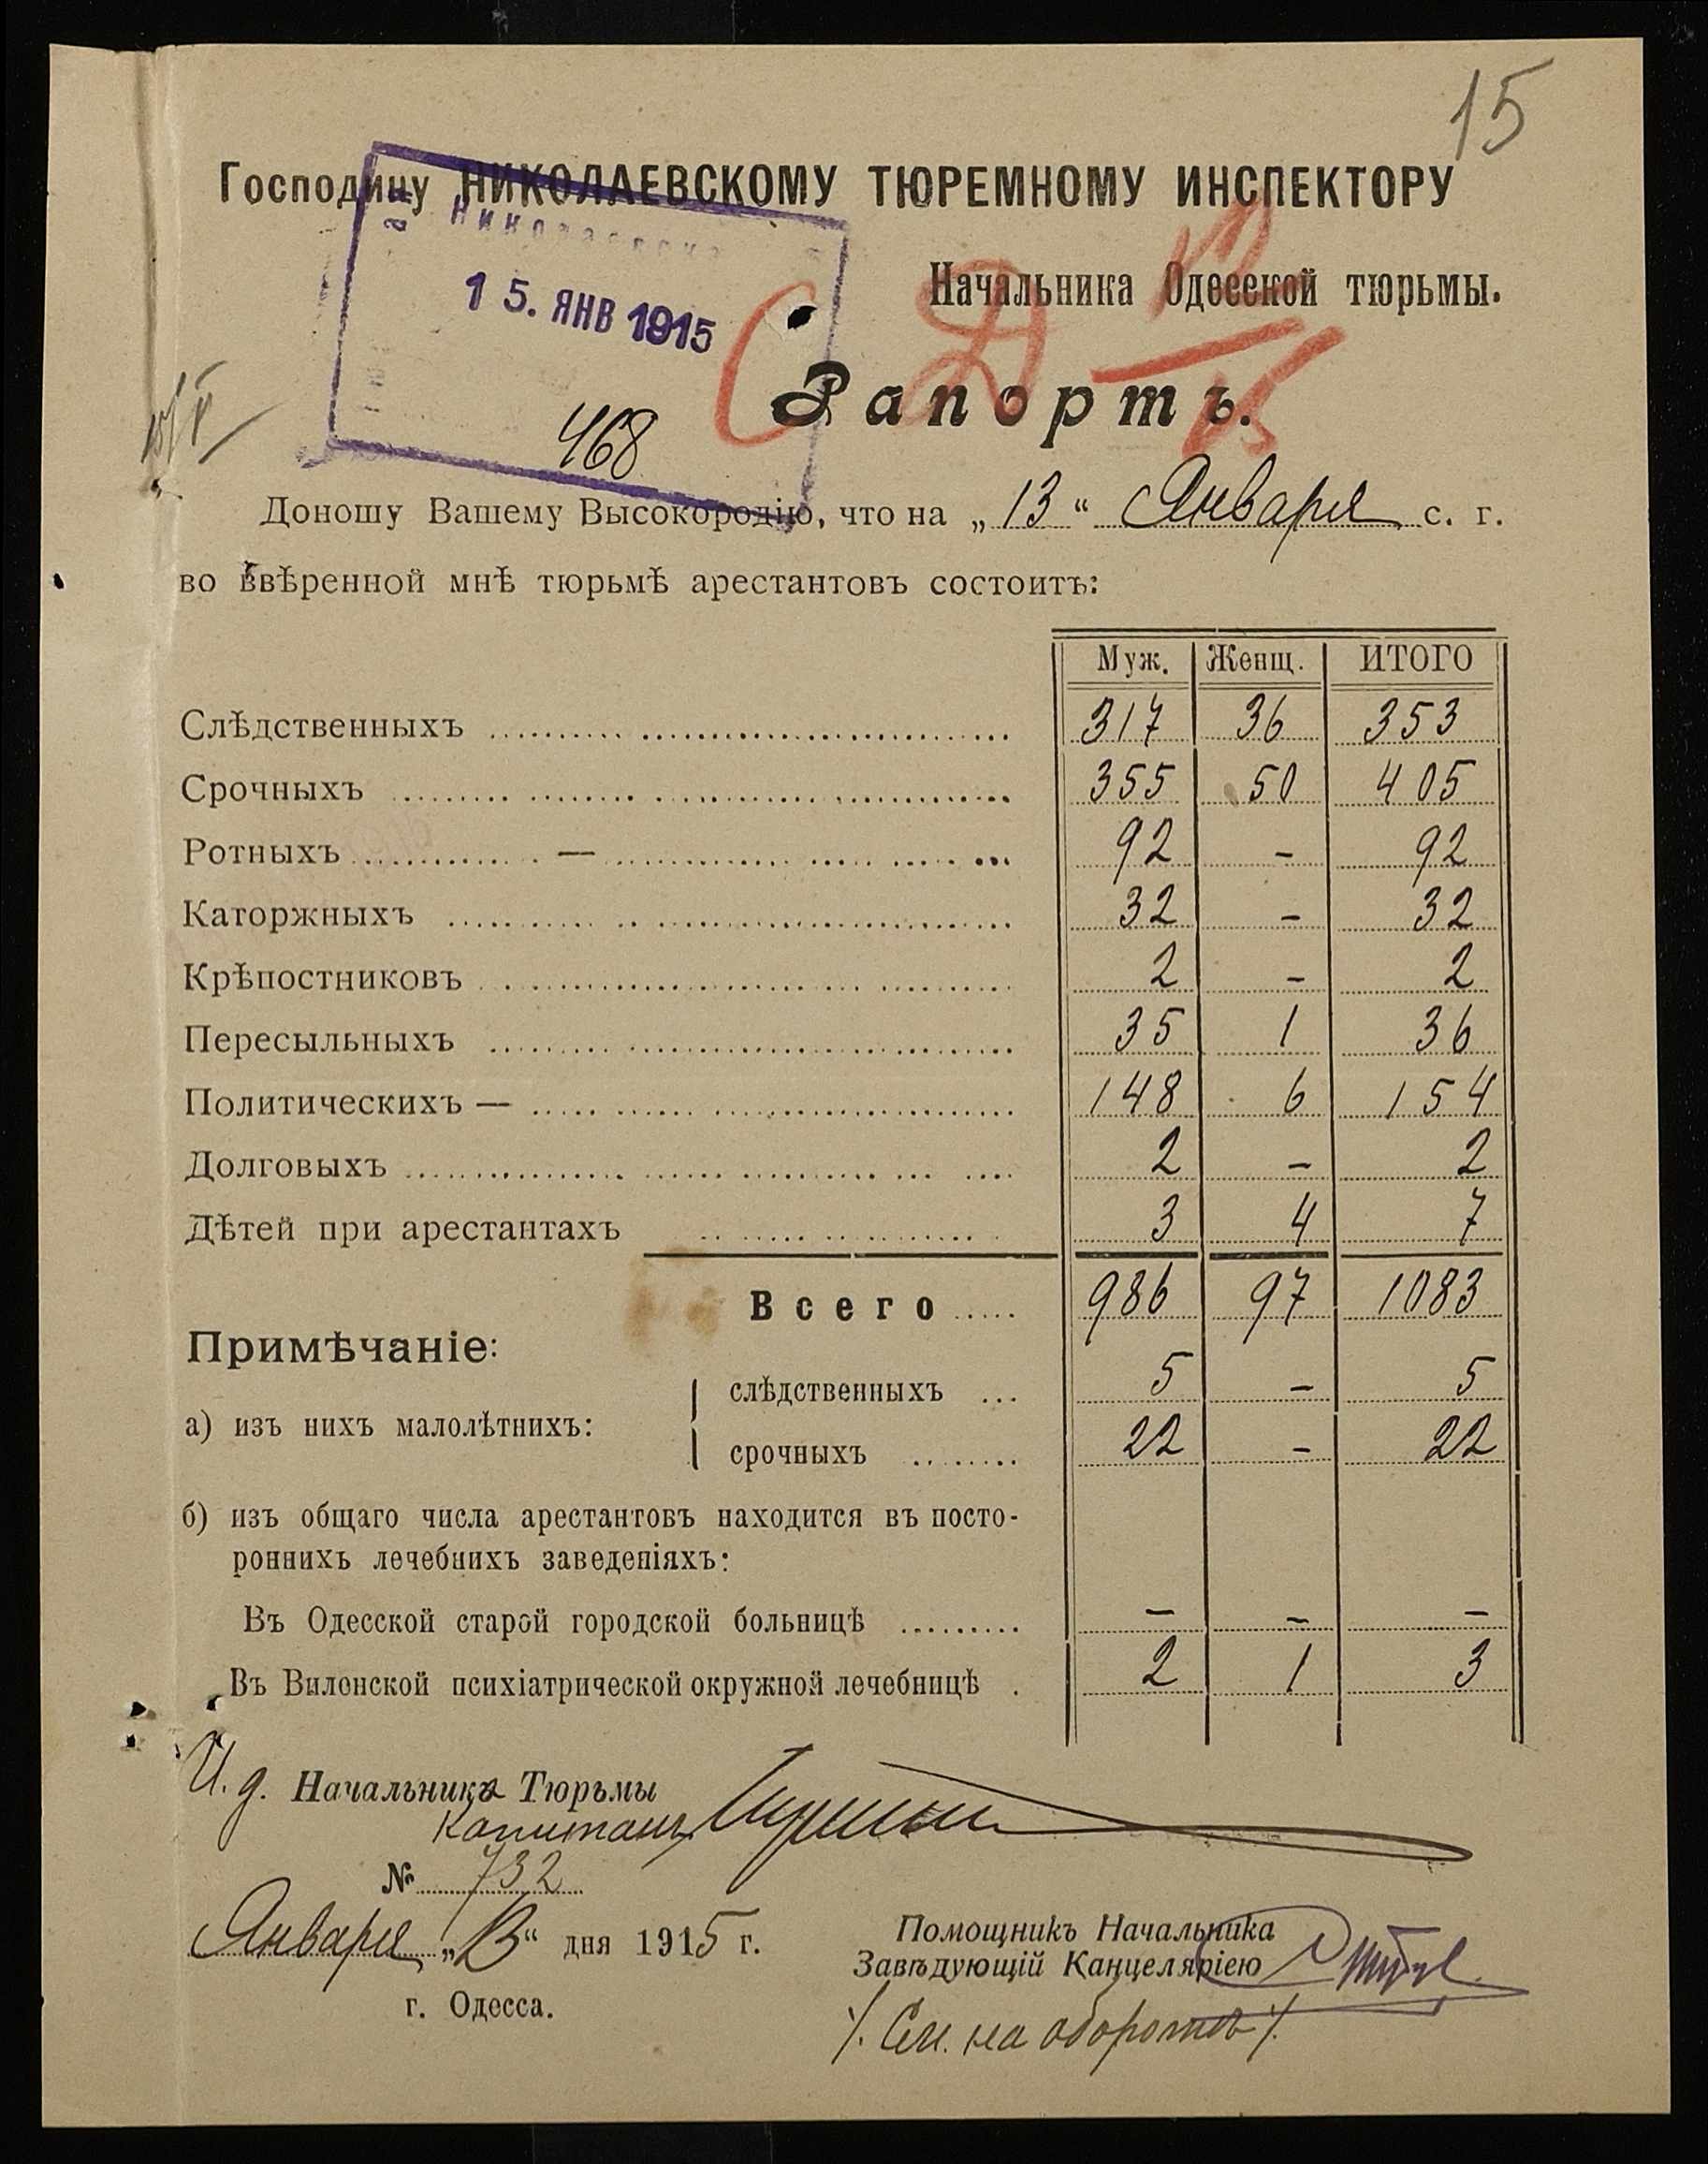 15
Господину НИКОЛАЕВСКОМУ ТЮРЕМНОМУ ИНСПЕКТОРУ
Николаевска
15. ЯНВ 1915
468
Начальника Одесской тюрьмы.
Рапортъ.
Доношу Вашему Высокородію, что на „13“ Января с. г.
во ввѣренной мнѣ тюрьмѣ арестантовъ состоитъ:
Муж. Женщ. ИТОГО
Слѣдственныхъ 317 36 353
Срочныхъ 355 50 405
Ротныхъ — 92 - 92
Каторжныхъ 32 - 32
Крѣпостниковъ 2 - 2
Пересыльныхъ 35 1 36
Политическихъ — 148 6 154
Долговыхъ 2 - 2
Дѣтей при арестантахъ 3 4 7
Всего 986 97 1083
Примѣчаніе:
а) изъ нихъ малолѣтнихъ:
слѣдственныхъ 5 - 5
срочныхъ 22 - 22
б) изъ общаго числа арестантовъ находится въ посто-
роннихъ лечебнихъ заведеніяхъ:
Въ Одесской старой городской больницѣ - - -
Въ Виленской психіатрической окружной лечебницѣ 2 1 3
И. д. Начальника Тюрьмы
Капитанъ
№ 732
Января „13“ дня 1915 г.
г. Одесса.
Помощникъ Начальника
Завѣдующій Канцеляріею
/. См. на оборотѣ /.